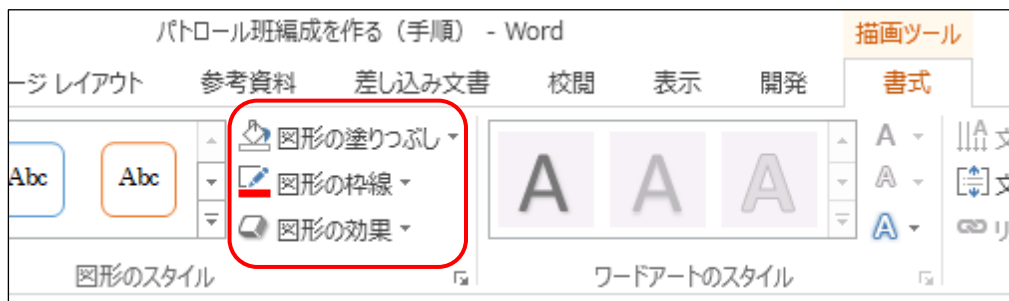 パトロール班編成を作る（手順） - Word
描画ツール
ージ レイアウト 参考資料 差し込み文書 校閲 表示 開発 書式
Abc Abc
図形の塗りつぶし
図形の枠線
図形の効果
A A A
A
A
A
A
文
文
リ
図形のスタイル
ワードアートのスタイル